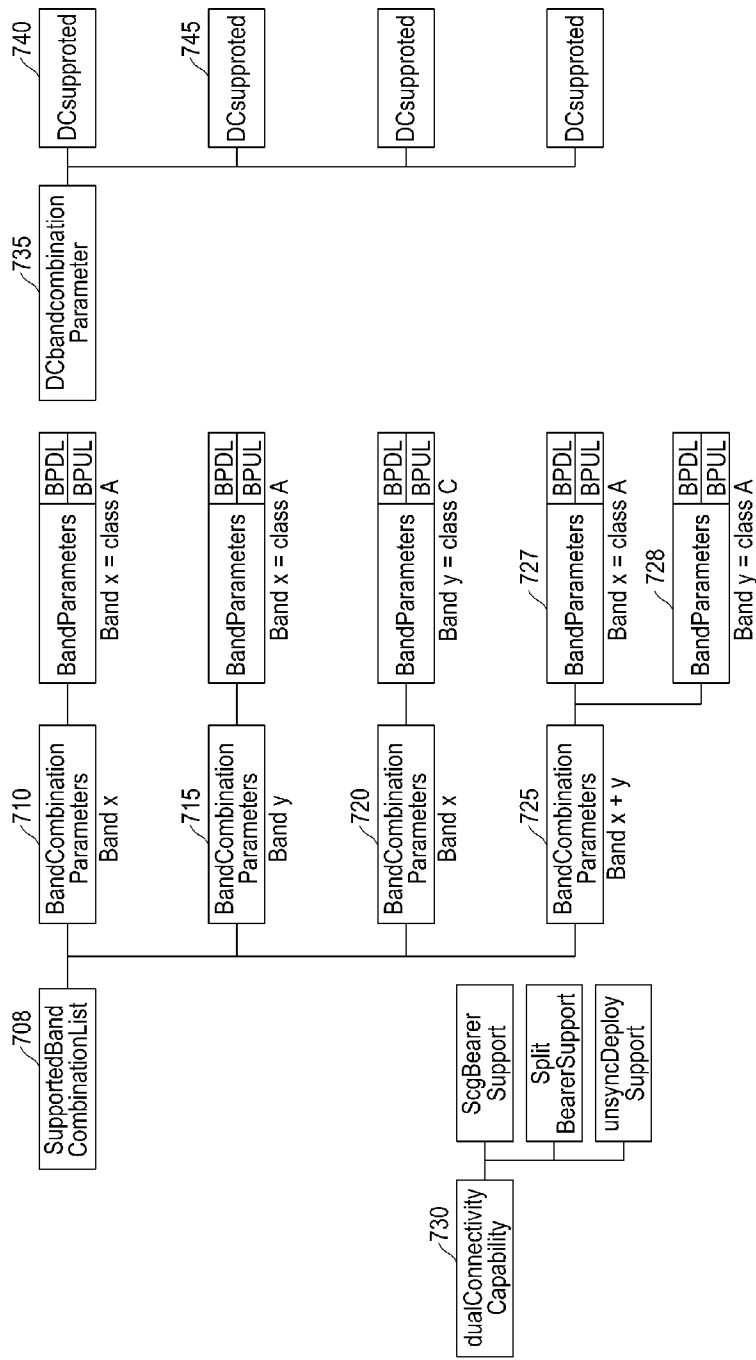 708
SupportedBand
CombinationList
710
BandCombination
Parameters
Band x
BandParameters
BPDL
BPUL
Band x = class A
715
BandCombination
Parameters
Band y
BandParameters
BPDL
BPUL
Band x = class A
720
BandCombination
Parameters
Band x
BandParameters
BPDL
BPUL
Band y = class C
725
BandCombination
Parameters
Band x + y
727
BandParameters
BPDL
BPUL
Band x = class A
728
BandParameters
BPDL
BPUL
Band y = class A
730
dualConnectivity
Capability
ScgBearer
Support
Split
BearerSupport
unsyncDeploy
Support
735
DCbandcombination
Parameter
740
DCsupproted
745
DCsupproted
DCsupproted
DCsupproted